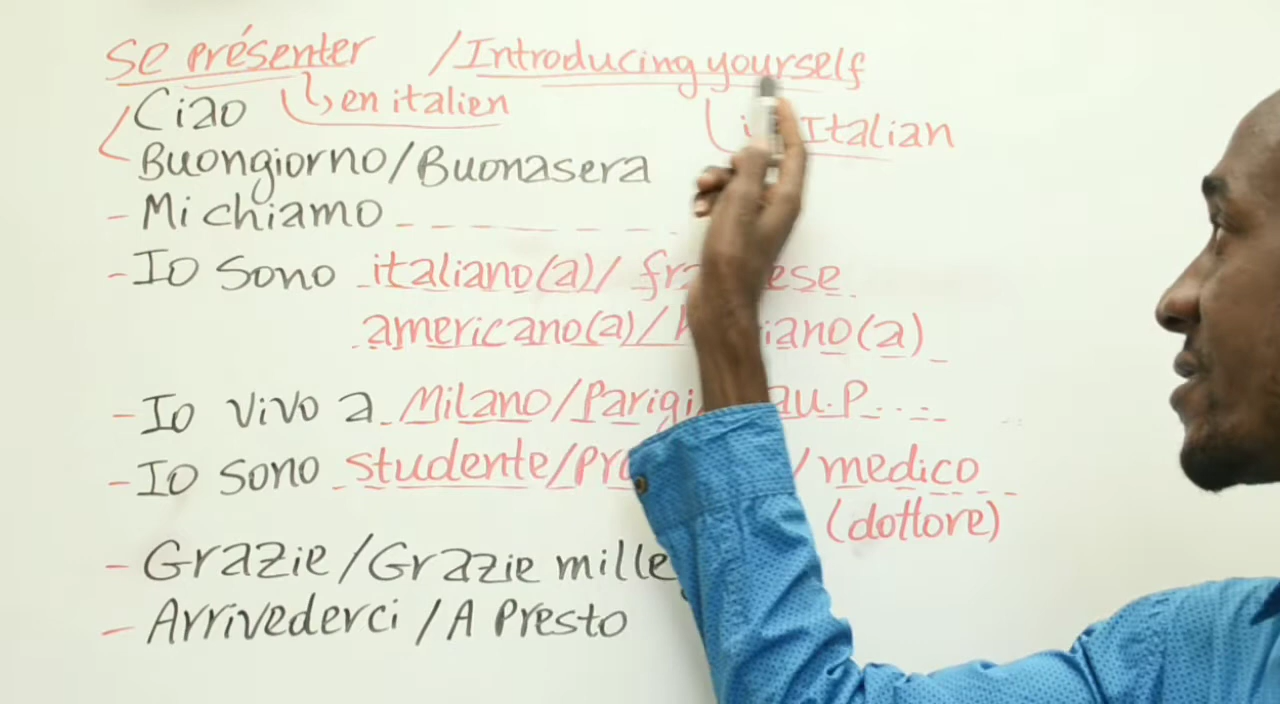 Se présenter / Introducing yourself
en italien
Italian
Ciao
Buongiorno/Buonasera
- Mi chiamo
- Io sono italiano(a)/
americano(a)/
- Io vivo a Milano/Parigi
- Io sono studente/ / medico
(dottore)
- Grazie/Grazie mille
- Arrivederci / A Presto